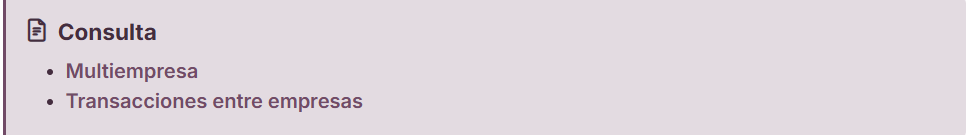 Consulta
Multiempresa
Transacciones entre empresas